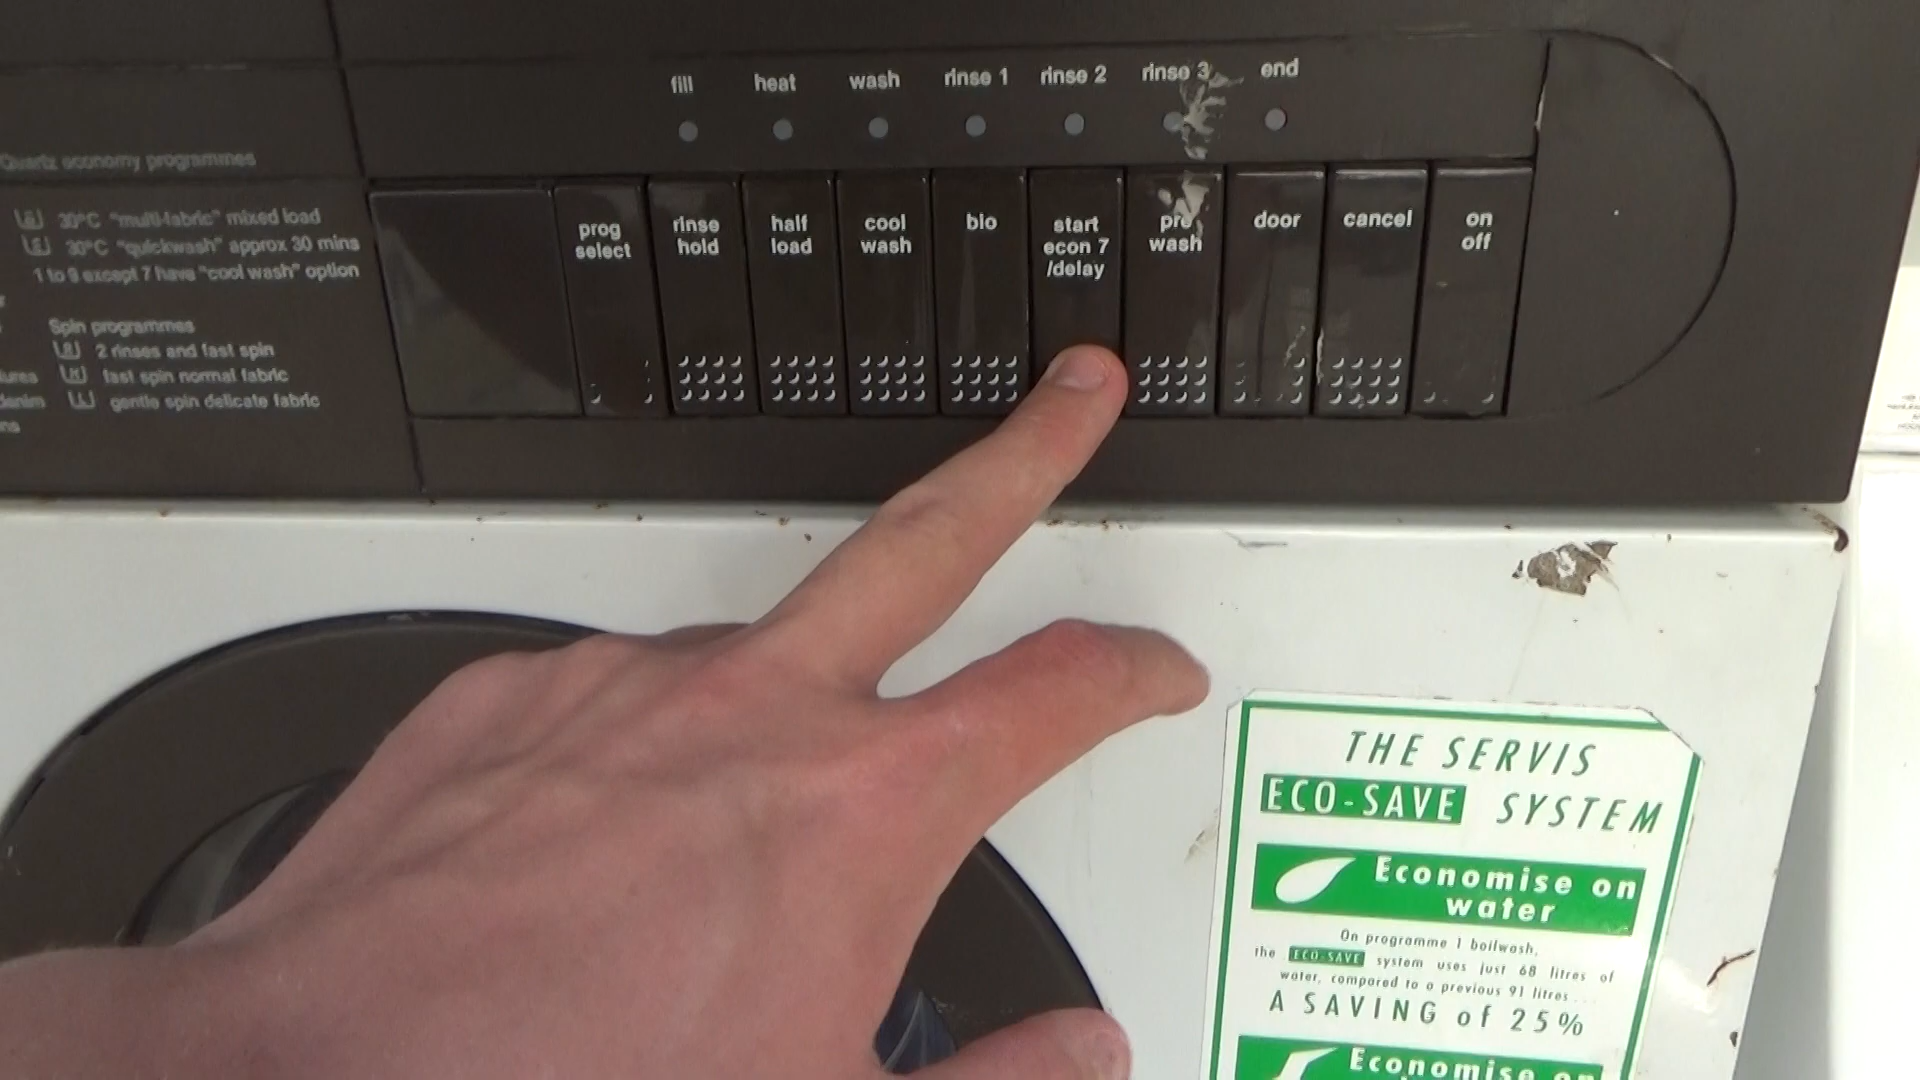 fill heat wash rinse 1 rinse 2 rinse 3 end
Quartz economy programmes
30°C "multi-fabric" mixed load
30°C "quickwash" approx 30 mins
1 to 9 except 7 have "cool wash" option
Spin programmes
2 rinses and fast spin
fast spin normal fabric
gentle spin delicate fabric
denim
prog
select
rinse
hold
half
load
cool
wash
bio
start
econ 7
/delay
pre
wash
door
cancel
on
off
THE SERVIS
ECO-SAVE SYSTEM
Economise on
water
On programme 1 boilwash,
the ECO-SAVE system uses just 68 litres of
water, compared to a previous 91 litres ...
A SAVING of 25%
Economise on